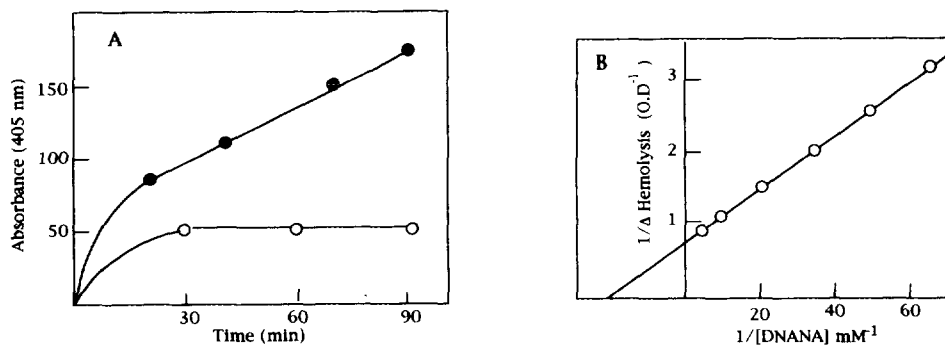 A
Absorbance (405 nm)
150
100
50
30
60
90
Time (min)
B
1/Δ Hemolysis (O.D⁻¹)
3
2
1
20
40
60
1/[DNANA] mM⁻¹